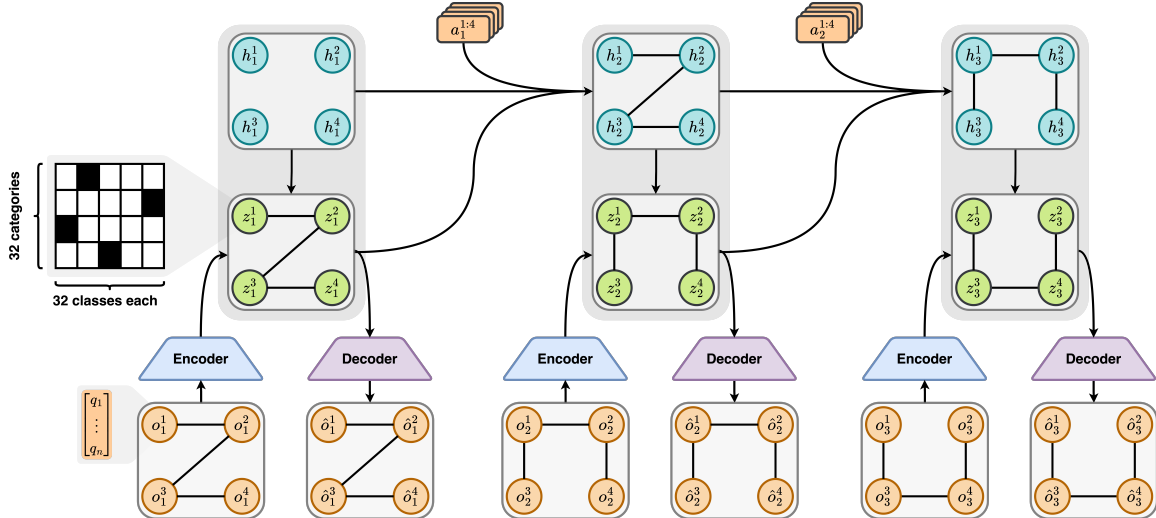 a_1^{1:4} a_2^{1:4}
h_1^1 h_1^2 h_2^1 h_2^2 h_3^1 h_3^2
h_1^3 h_1^4 h_2^3 h_2^4 h_3^3 h_3^4
32 categories
32 classes each
z_1^1 z_1^2 z_2^1 z_2^2 z_3^1 z_3^2
z_1^3 z_1^4 z_2^3 z_2^4 z_3^3 z_3^4
Encoder Decoder Encoder Decoder Encoder Decoder
q_1
⋮
q_n
o_1^1 o_1^2 ô_1^1 ô_1^2 o_2^1 o_2^2 ô_2^1 ô_2^2 o_3^1 o_3^2 ô_3^1 ô_3^2
o_1^3 o_1^4 ô_1^3 ô_1^4 o_2^3 o_2^4 ô_2^3 ô_2^4 o_3^3 o_3^4 ô_3^3 ô_3^4